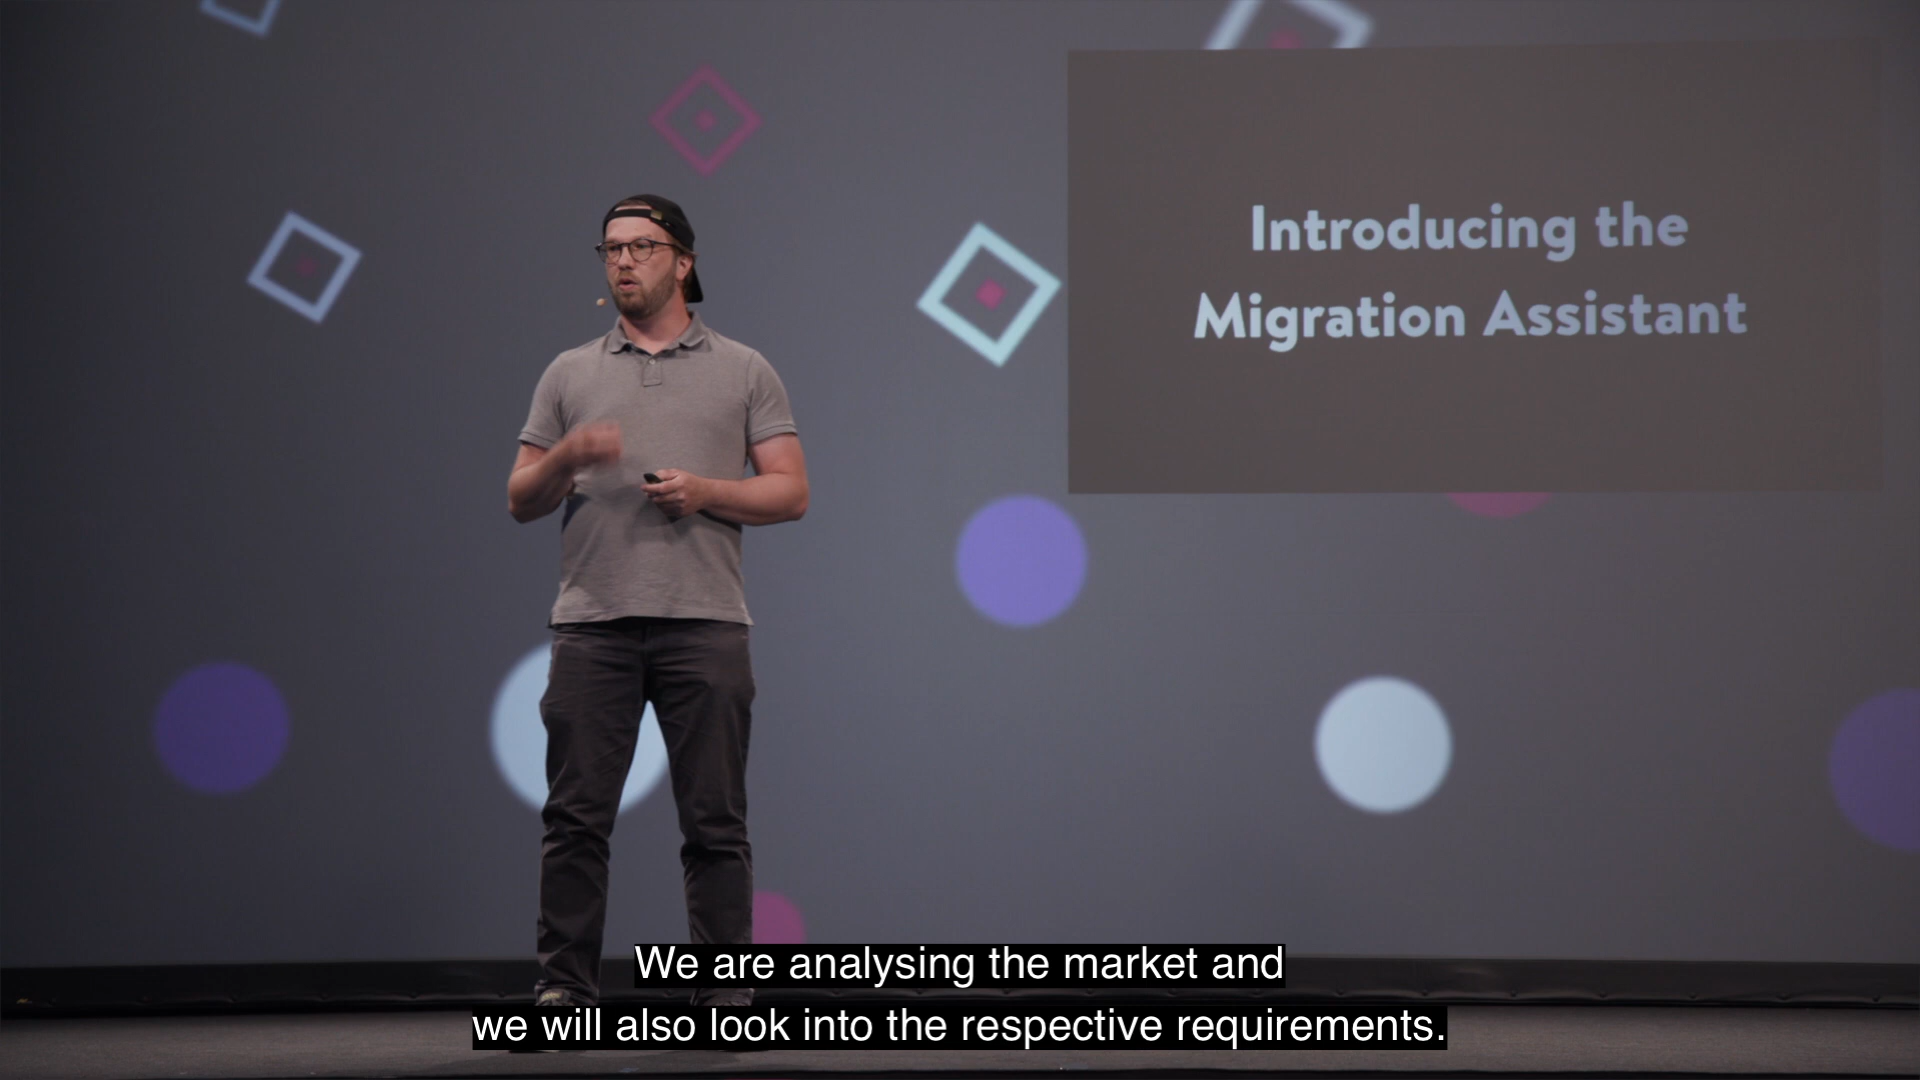 Introducing the
Migration Assistant
We are analysing the market and
we will also look into the respective requirements.